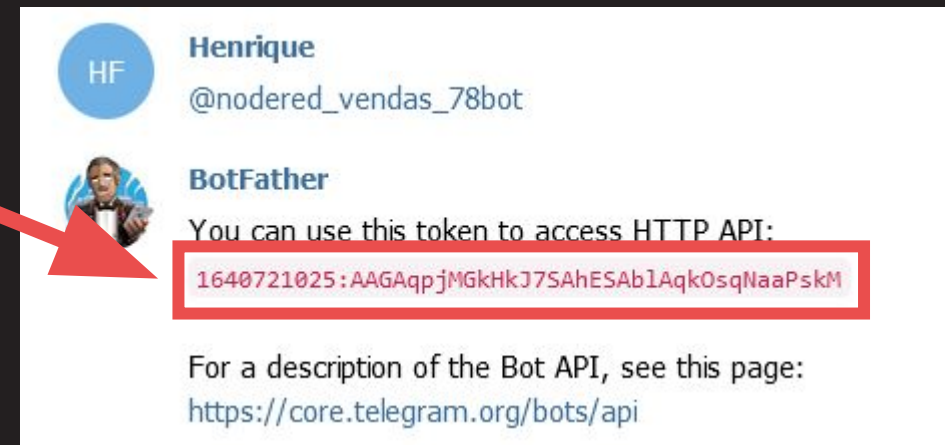 HF
Henrique
@nodered_vendas_78bot
BotFather
You can use this token to access HTTP API:
1640721025:AAGAqpjMGkHkJ7SAhESAblAqkOsqNaaPskM
For a description of the Bot API, see this page:
https://core.telegram.org/bots/api